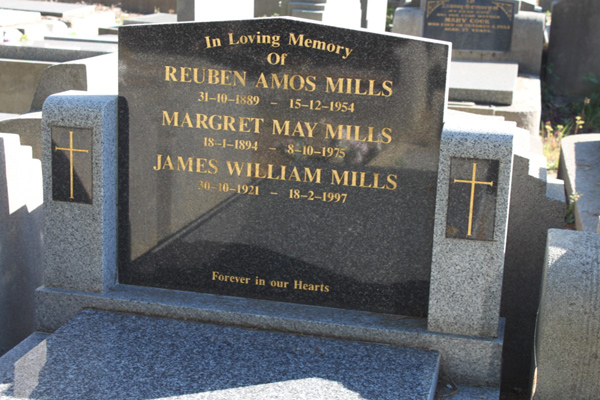 In Loving Memory
Of
REUBEN AMOS MILLS
31-10-1889 - 15-12-1954
MARGRET MAY MILLS
18-1-1894 - 8-10-1975
JAMES WILLIAM MILLS
30-10-1921 - 18-2-1997
Forever in our Hearts